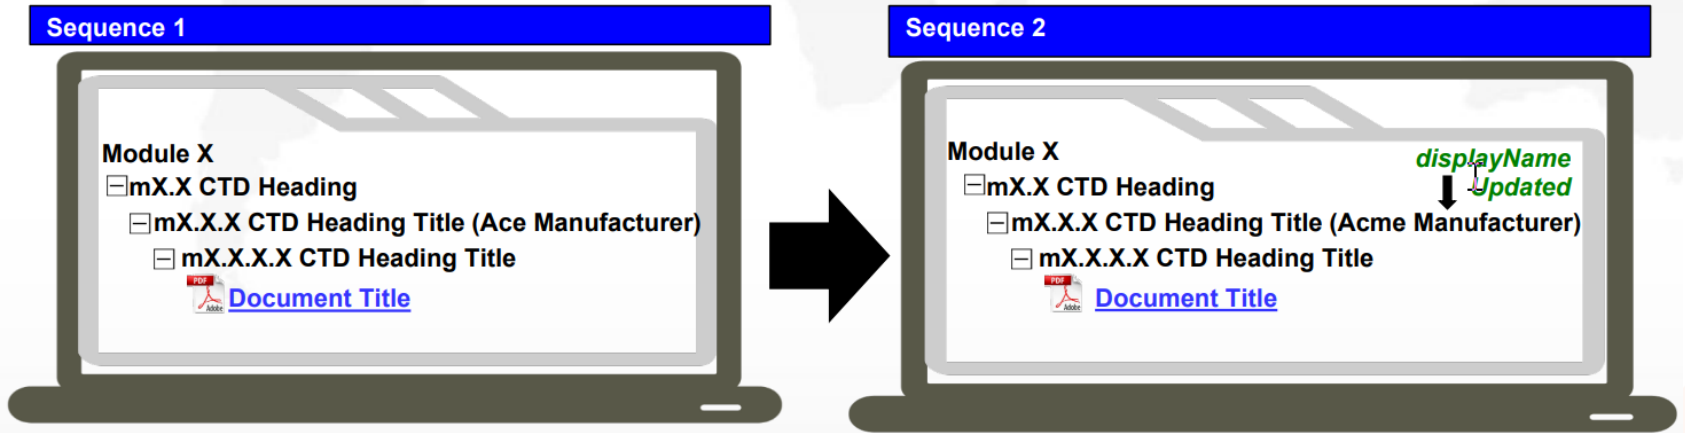 Sequence 1
Module X
mX.X CTD Heading
mX.X.X CTD Heading Title (Ace Manufacturer)
mX.X.X.X CTD Heading Title
PDF
Adobe
Document Title
Sequence 2
displayName
Updated
Module X
mX.X CTD Heading
mX.X.X CTD Heading Title (Acme Manufacturer)
mX.X.X.X CTD Heading Title
PDF
Adobe
Document Title